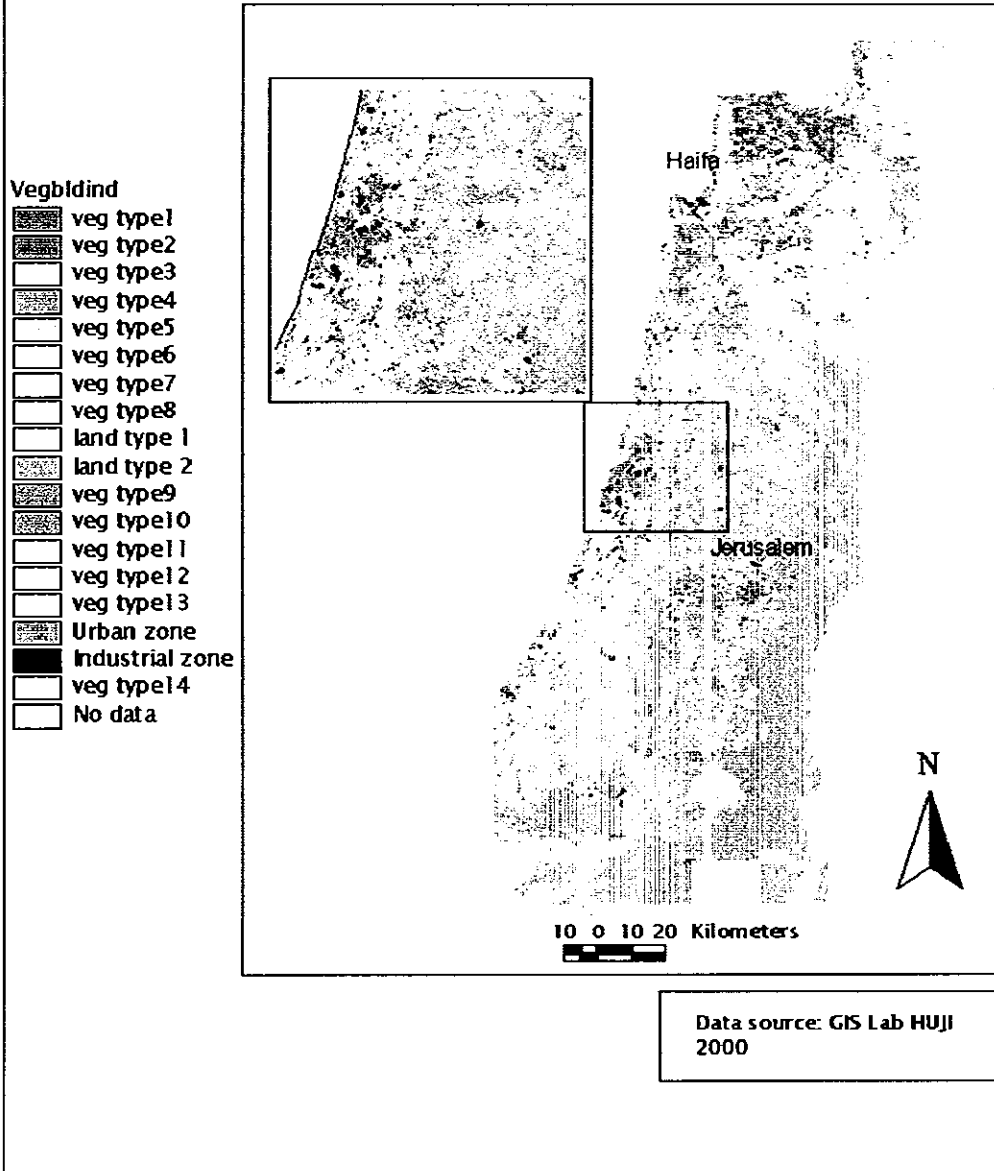 Vegbldind
veg type1
veg type2
veg type3
veg type4
veg type5
veg type6
veg type7
veg type8
land type 1
land type 2
veg type9
veg type10
veg type11
veg type12
veg type13
Urban zone
Industrial zone
veg type14
No data
Haifa
Jerusalem
N
10 0 10 20 Kilometers
Data source: GIS Lab HUJI
2000